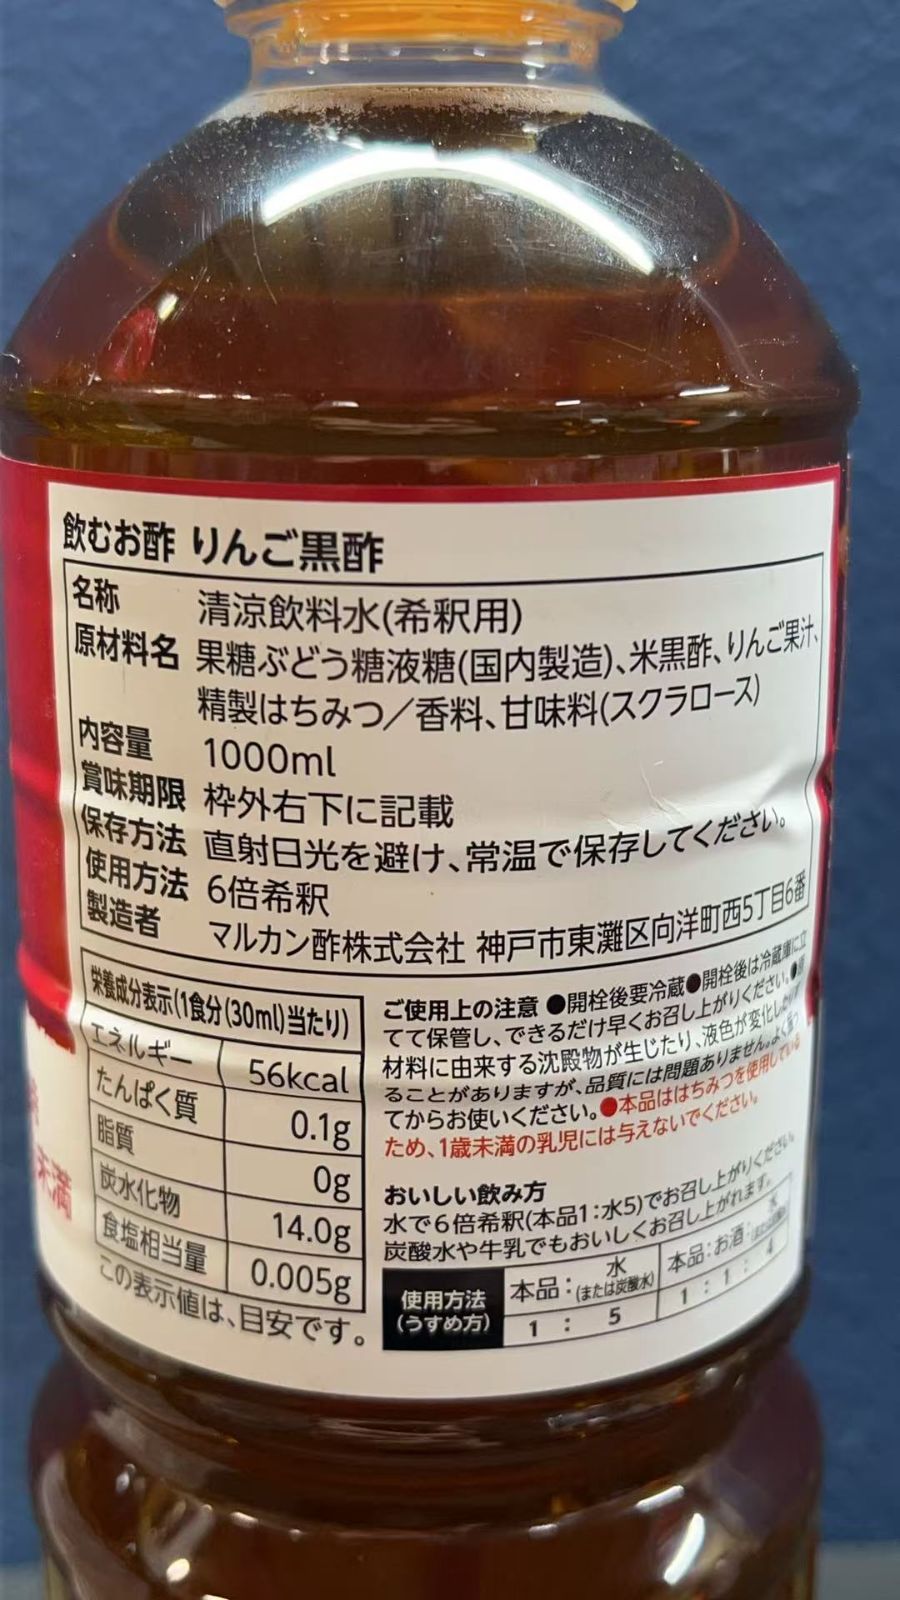 飲むお酢 りんご黒酢
名称 清涼飲料水(希釈用)
原材料名 果糖ぶどう糖液糖(国内製造)、米黒酢、りんご果汁、
精製はちみつ／香料、甘味料(スクラロース)
内容量 1000ml
賞味期限 枠外右下に記載
保存方法 直射日光を避け、常温で保存してください。
使用方法 6倍希釈
製造者 マルカン酢株式会社 神戸市東灘区向洋町西5丁目6番
栄養成分表示(1食分(30ml)当たり)
エネルギー 56kcal
たんぱく質 0.1g
脂質 0g
炭水化物 14.0g
食塩相当量 0.005g
この表示値は、目安です。
ご使用上の注意 ●開栓後要冷蔵●開栓後は冷蔵庫に立
てて保管し、できるだけ早くお召し上がりください。●原
材料に由来する沈殿物が生じたり、液色が変化した
ることがありますが、品質には問題ありません。よく振っ
てからお使いください。●本品ははちみつを使用している
ため、1歳未満の乳児には与えないでください。
おいしい飲み方
水で6倍希釈(本品1:水5)でお召し上がりください。
炭酸水や牛乳でもおいしくお召し上がれます。
使用方法
(うすめ方)
本品 : 水
(または炭酸水)
1 : 5
本品:お酒: 水
1 : 1 : 4
未満